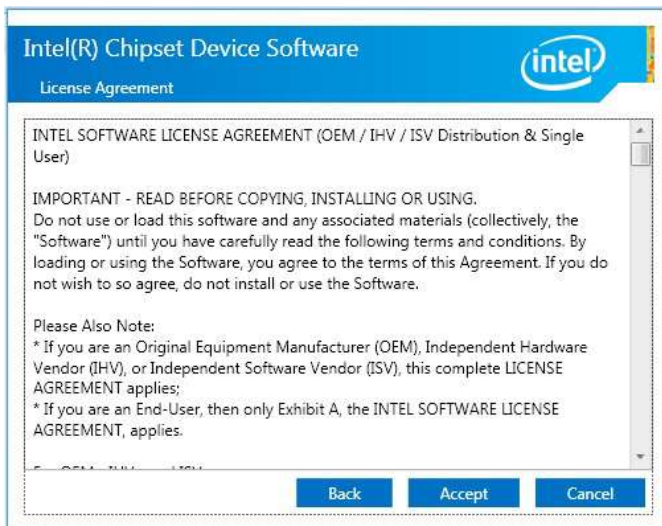 Intel(R) Chipset Device Software
intel
License Agreement
INTEL SOFTWARE LICENSE AGREEMENT (OEM / IHV / ISV Distribution & Single
User)
IMPORTANT - READ BEFORE COPYING, INSTALLING OR USING.
Do not use or load this software and any associated materials (collectively, the
"Software") until you have carefully read the following terms and conditions. By
loading or using the Software, you agree to the terms of this Agreement. If you do
not wish to so agree, do not install or use the Software.
Please Also Note:
* If you are an Original Equipment Manufacturer (OEM), Independent Hardware
Vendor (IHV), or Independent Software Vendor (ISV), this complete LICENSE
AGREEMENT applies;
* If you are an End-User, then only Exhibit A, the INTEL SOFTWARE LICENSE
AGREEMENT, applies.
Back Accept Cancel